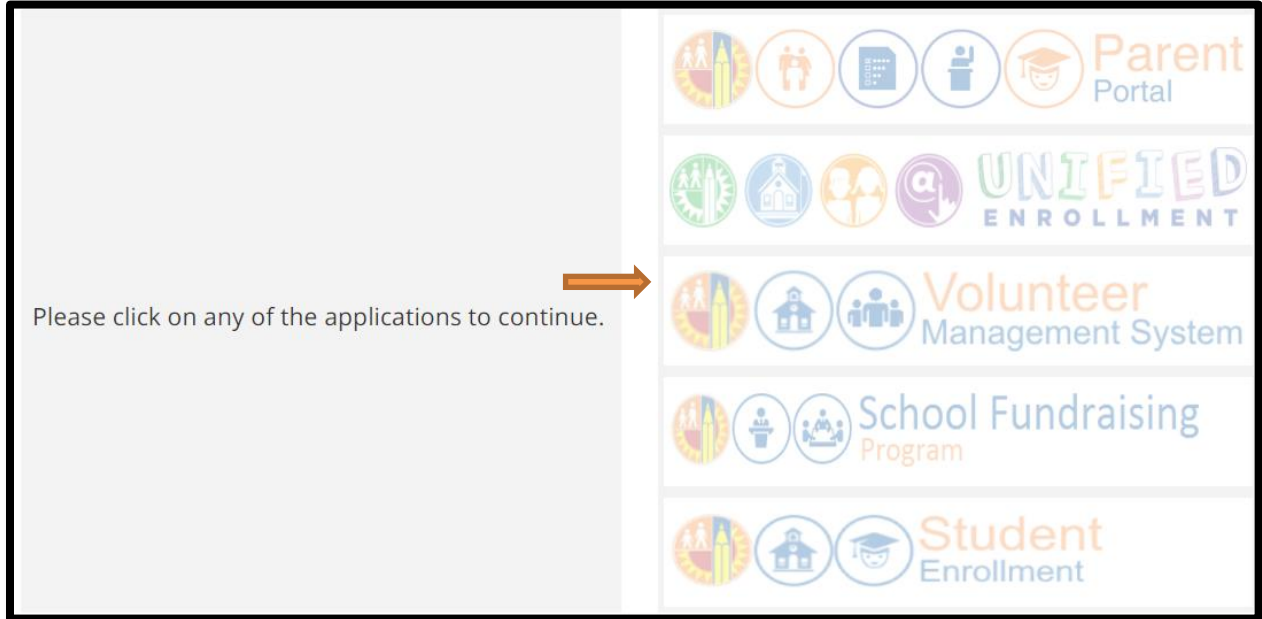 Please click on any of the applications to continue.
Parent
Portal
UNIFIED
ENROLLMENT
Volunteer
Management System
School Fundraising
Program
Student
Enrollment